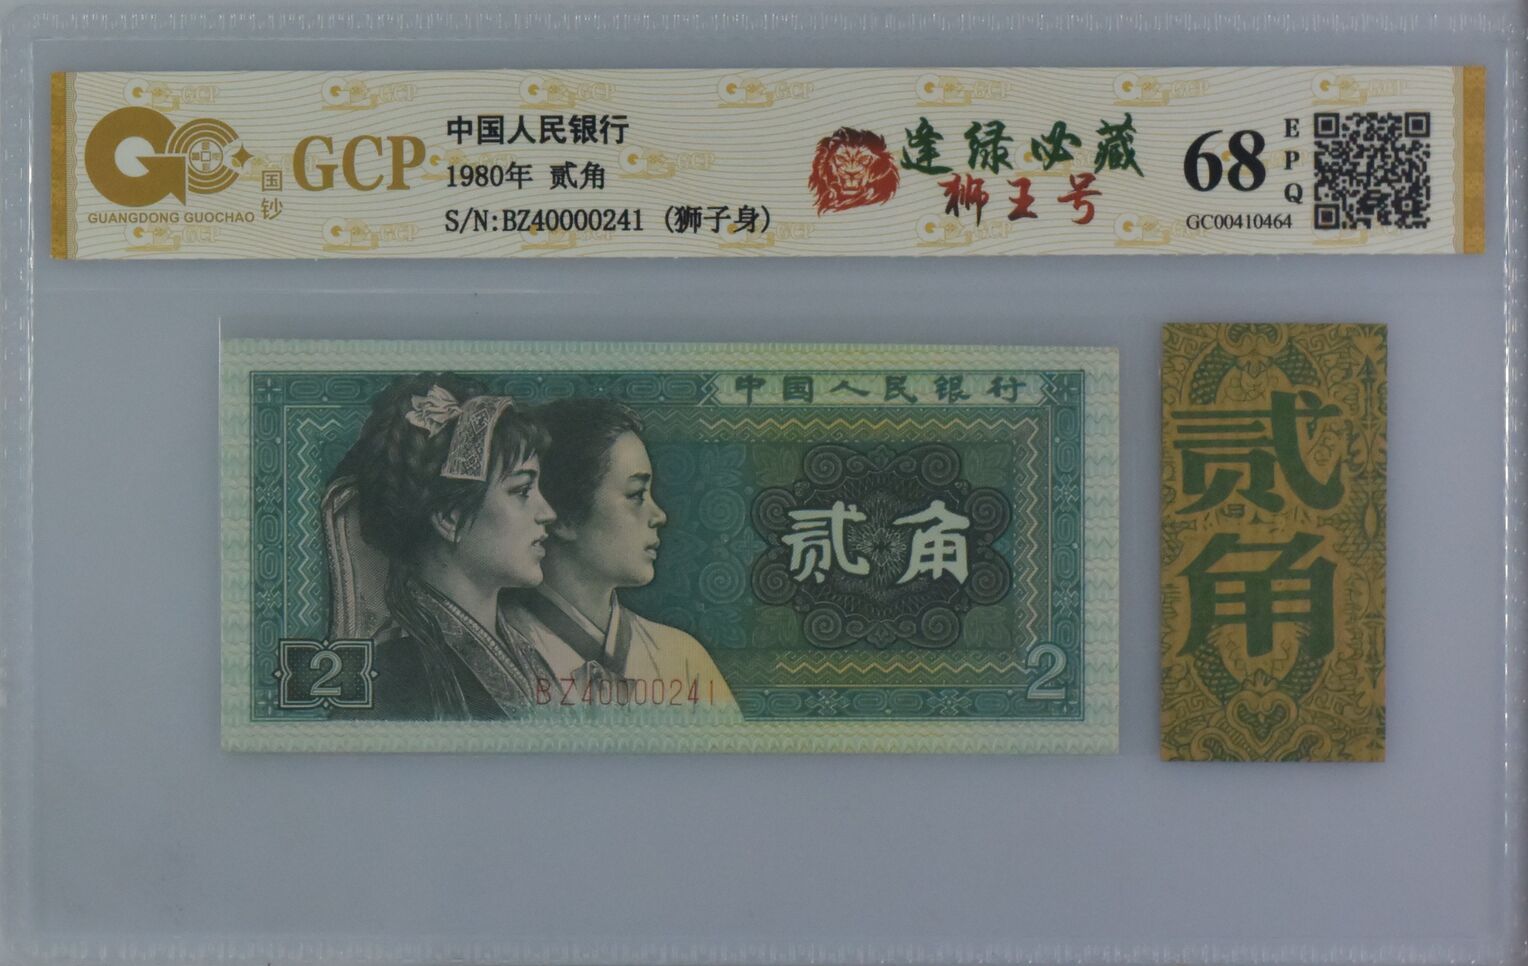 GCP
国钞
GUANGDONG GUOCHAO
中国人民银行
1980年 贰角
S/N:BZ40000241 (狮子身)
逢绿必藏
狮王号
68
EPQ
GC00410464
中国人民银行
贰角
2
BZ40000241
2
贰角